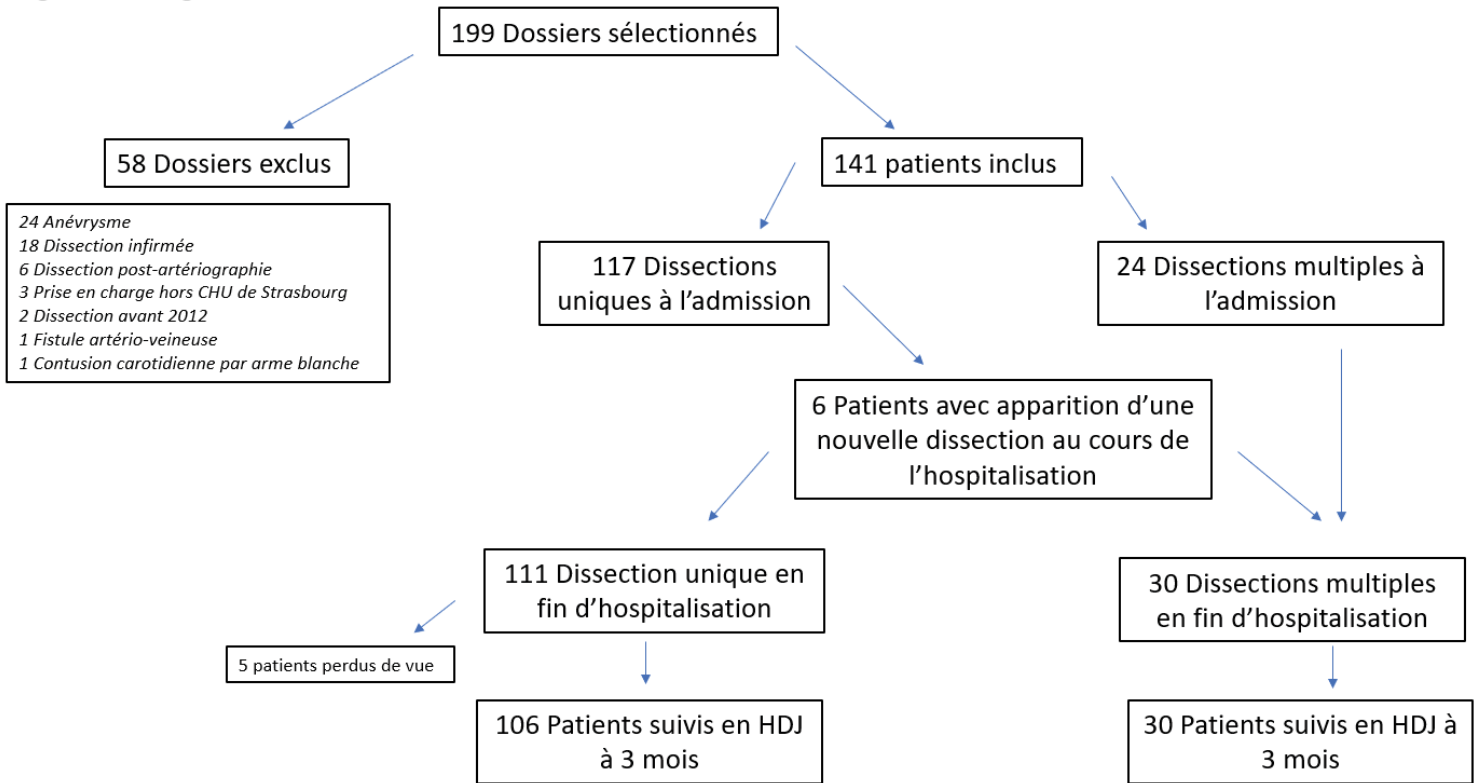 199 Dossiers sélectionnés
58 Dossiers exclus
141 patients inclus
24 Anévrysme
18 Dissection infirmée
6 Dissection post-artériographie
3 Prise en charge hors CHU de Strasbourg
2 Dissection avant 2012
1 Fistule artério-veineuse
1 Contusion carotidienne par arme blanche
117 Dissections
uniques à l'admission
24 Dissections multiples à
l'admission
6 Patients avec apparition d'une
nouvelle dissection au cours de
l'hospitalisation
111 Dissection unique en
fin d'hospitalisation
30 Dissections multiples
en fin d'hospitalisation
5 patients perdus de vue
106 Patients suivis en HDJ
à 3 mois
30 Patients suivis en HDJ à
3 mois